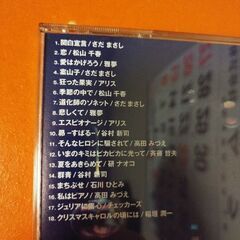 1. 関白宣言/さだ まさし
2. 恋/松山 千春
3. 愛はかげろう/雅夢
4. 案山子/さだ まさし
5. 狂った果実/アリス
6. 季節の中で/松山 千春
7. 道化師のソネット/さだ まさし
8. 悲しくて/雅夢
9. エスピオナージ/アリス
10. 昴 -すばる-/谷村 新司
11. そんなヒロシに騙されて/高田 みづえ
12. いまのキミはピカピカに光って/斉藤 哲夫
13. 夏をあきらめて/研 ナオコ
14. 群青/谷村 新司
15. まちぶせ/石川 ひとみ
16. 私はピアノ/高田 みづえ
17. ジュリアに傷心/チェッカーズ
18. クリスマスキャロルの頃には/稲垣 潤一